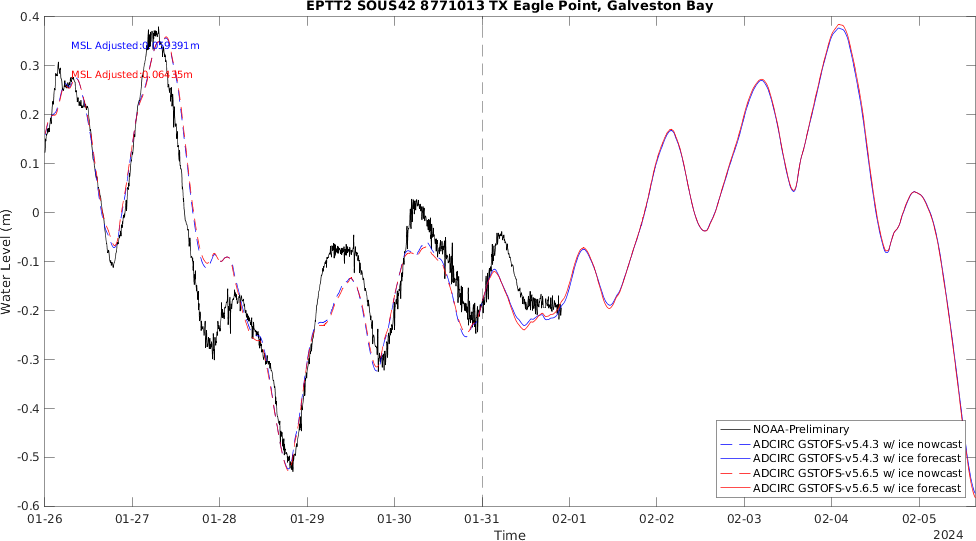 EPTT2 SOUS42 8771013 TX Eagle Point, Galveston Bay
MSL Adjusted:0.059391m
MSL Adjusted:0.06435m
Water Level (m)
0.4
0.3
0.2
0.1
0
-0.1
-0.2
-0.3
-0.4
-0.5
-0.6
NOAA-Preliminary
ADCIRC GSTOFS-v5.4.3 w/ ice nowcast
ADCIRC GSTOFS-v5.4.3 w/ ice forecast
ADCIRC GSTOFS-v5.6.5 w/ ice nowcast
ADCIRC GSTOFS-v5.6.5 w/ ice forecast
01-26 01-27 01-28 01-29 01-30 01-31 02-01 02-02 02-03 02-04 02-05
Time
2024